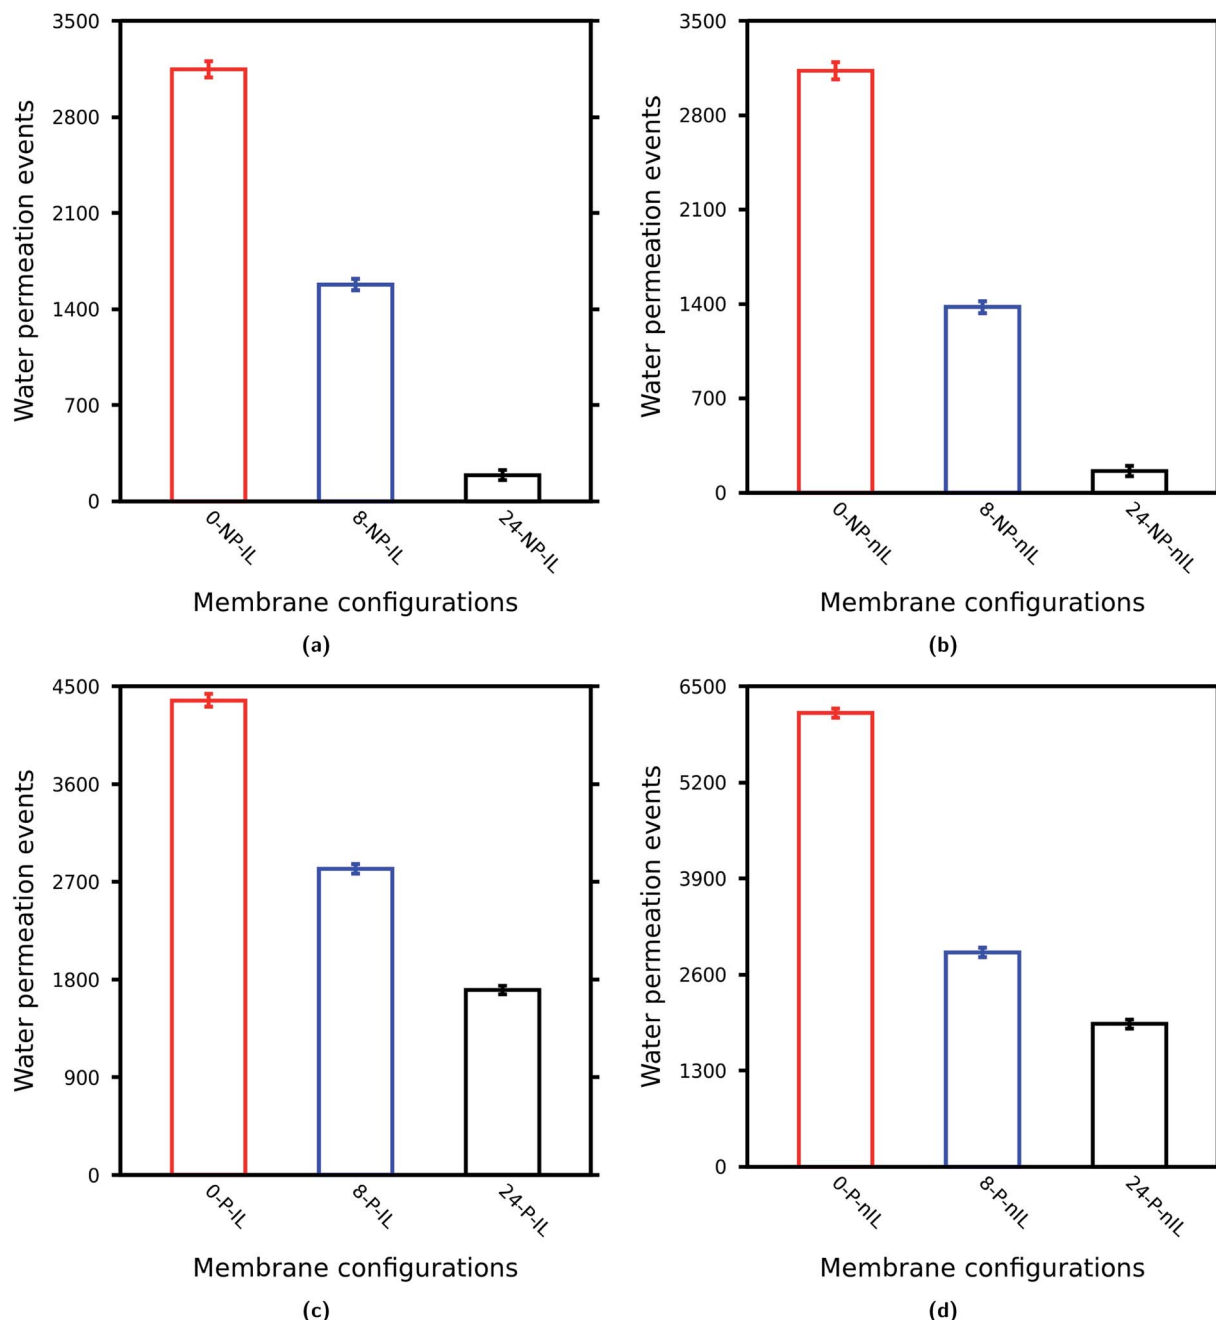 3500
2800
2100
1400
700
0
Water permeation events
0-NP-IL
8-NP-IL
24-NP-IL
Membrane configurations
(a)
3500
2800
2100
1400
700
0
Water permeation events
0-NP-nIL
8-NP-nIL
24-NP-nIL
Membrane configurations
(b)
4500
3600
2700
1800
900
0
Water permeation events
0-P-IL
8-P-IL
24-P-IL
Membrane configurations
(c)
6500
5200
3900
2600
1300
0
Water permeation events
0-P-nIL
8-P-nIL
24-P-nIL
Membrane configurations
(d)